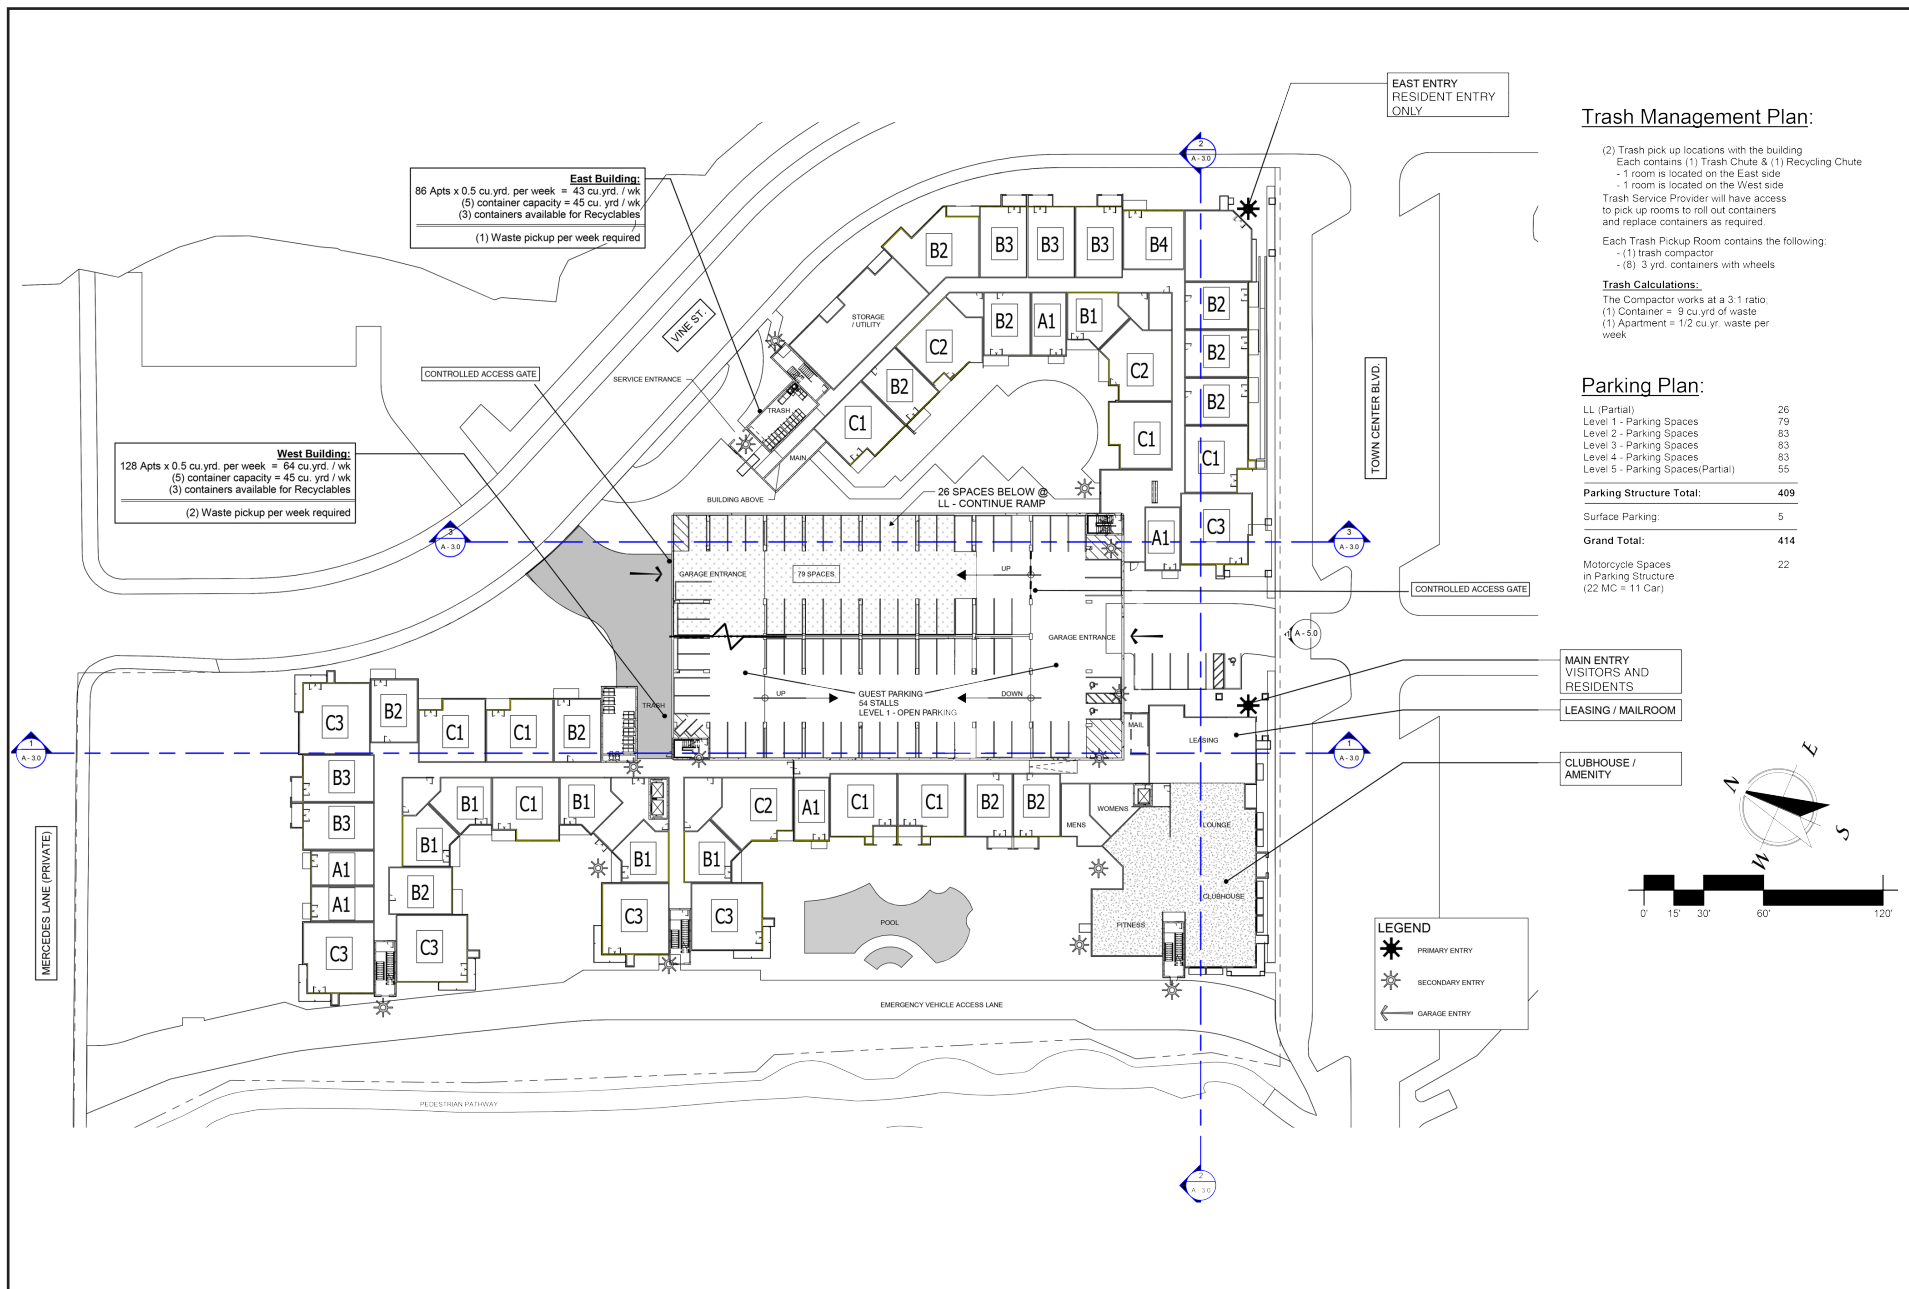 EAST ENTRY
RESIDENT ENTRY
ONLY
Trash Management Plan:
(2) Trash pick up locations with the building
Each contains (1) Trash Chute & (1) Recycling Chute
- 1 room is located on the East side
- 1 room is located on the West side
Trash Service Provider will have access
to pick up rooms to roll out containers
and replace containers as required.
Each Trash Pickup Room contains the following:
- (1) trash compactor
- (8) 3 yrd. containers with wheels
Trash Calculations:
The Compactor works at a 3:1 ratio;
(1) Container = 9 cu.yrd of waste
(1) Apartment = 1/2 cu.yr. waste per
week
Parking Plan:
LL (Partial) 26
Level 1 - Parking Spaces 79
Level 2 - Parking Spaces 83
Level 3 - Parking Spaces 83
Level 4 - Parking Spaces 83
Level 5 - Parking Spaces(Partial) 55
Parking Structure Total: 409
Surface Parking: 5
Grand Total: 414
Motorcycle Spaces 22
in Parking Structure
(22 MC = 11 Car)
East Building:
86 Apts x 0.5 cu.yrd. per week = 43 cu.yrd. / wk
(5) container capacity = 45 cu. yrd / wk
(3) containers available for Recyclables
(1) Waste pickup per week required
West Building:
128 Apts x 0.5 cu.yrd. per week = 64 cu.yrd. / wk
(5) container capacity = 45 cu. yrd / wk
(3) containers available for Recyclables
(2) Waste pickup per week required
2
A - 3.0
B2 B3 B3 B3 B4
VINE ST.
STORAGE
/ UTILITY
B2 A1 B1 B2
C2 C2 B2
CONTROLLED ACCESS GATE
SERVICE ENTRANCE
B2 B2
TRASH
C1 C1 C1
MAIN
BUILDING ABOVE
TOWN CENTER BLVD.
26 SPACES BELOW @
LL - CONTINUE RAMP
A1 C3
3
A - 3.0
3
A - 3.0
GARAGE ENTRANCE
79 SPACES
UP
CONTROLLED ACCESS GATE
GARAGE ENTRANCE
1
A - 5.0
MAIN ENTRY
VISITORS AND
RESIDENTS
GUEST PARKING
54 STALLS
LEVEL 1 - OPEN PARKING
UP
DOWN
TRASH
LEASING / MAILROOM
C3 B2 C1 C1 B2
MAIL
LEASING
1
A - 3.0
1
A - 3.0
CLUBHOUSE /
AMENITY
B3 B1 C1 B1 C2 A1 C1 C1 B2 B2
WOMENS
MENS
LOUNGE
B3 B1 B1 B1
A1
A1 B2
CLUBHOUSE
C3 C3 C3 C3
POOL
FITNESS
MERCEDES LANE (PRIVATE)
EMERGENCY VEHICLE ACCESS LANE
PEDESTRIAN PATHWAY
2
A - 3.0
N
E
S
W
0' 15' 30' 60' 120'
LEGEND
PRIMARY ENTRY
SECONDARY ENTRY
GARAGE ENTRY